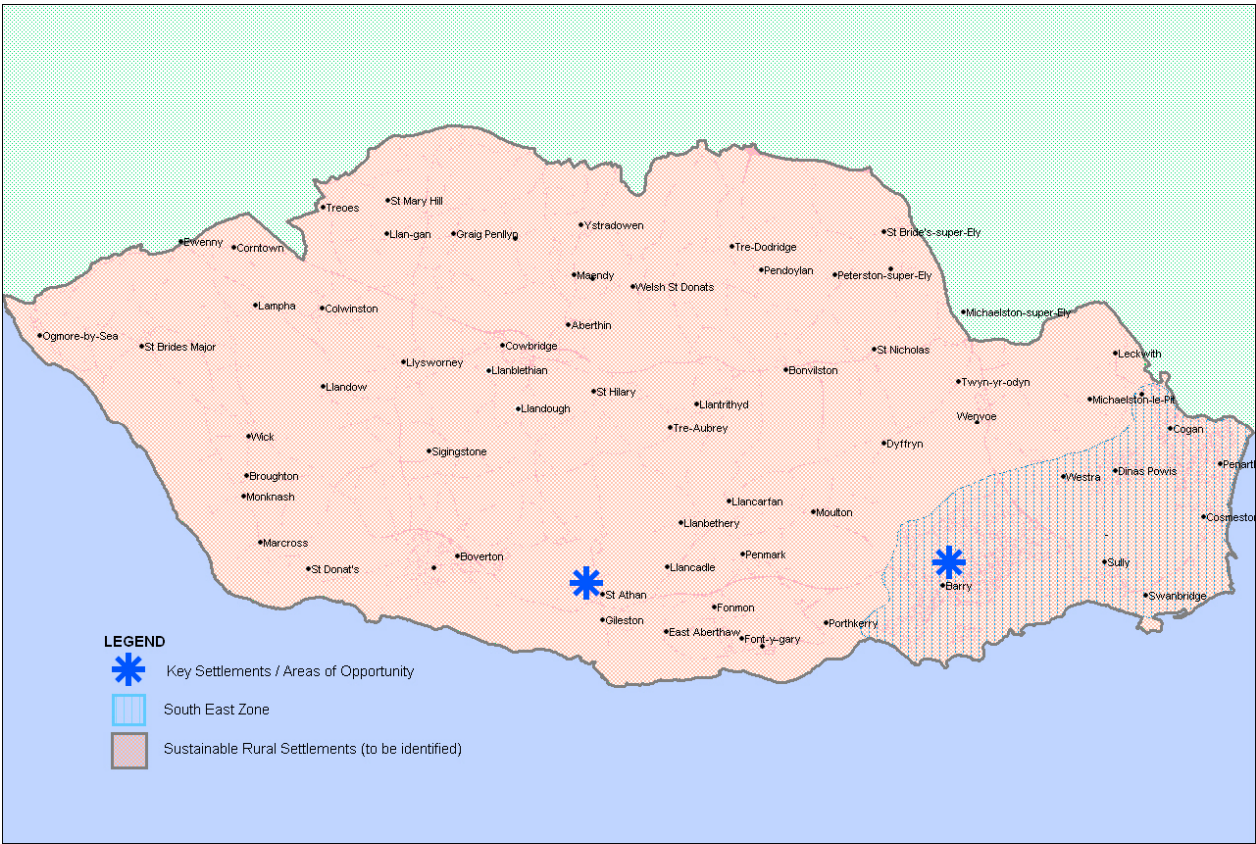 St Mary Hill
Treoes
Ystradowen
St Bride's-super-Ely
Llan-gan
Graig Penllyn
Ewenny
Corntown
Tre-Dodridge
Pendoylan
Peterston-super-Ely
Maendy
Welsh St Donats
Lampha
Colwinston
Michaelston-super-Ely
Aberthin
Ogmore-by-Sea
St Brides Major
Cowbridge
St Nicholas
Leckwith
Llysworney
Llanblethian
Bonvilston
Llandow
St Hilary
Twyn-yr-odyn
Michaelston-le-Pit
Llandough
Llantrithyd
Wenvoe
Tre-Aubrey
Cogan
Wick
Dyffryn
Sigingstone
Penarth
Broughton
Westra
Dinas Powis
Monknash
Llancarfan
Moulton
Cosmeston
Llanbethery
Marcross
Boverton
Penmark
St Donat's
Llancadle
Sully
Barry
St Athan
Swanbridge
Fonmon
Gileston
Porthkerry
East Aberthaw
Font-y-gary
LEGEND
Key Settlements / Areas of Opportunity
South East Zone
Sustainable Rural Settlements (to be identified)